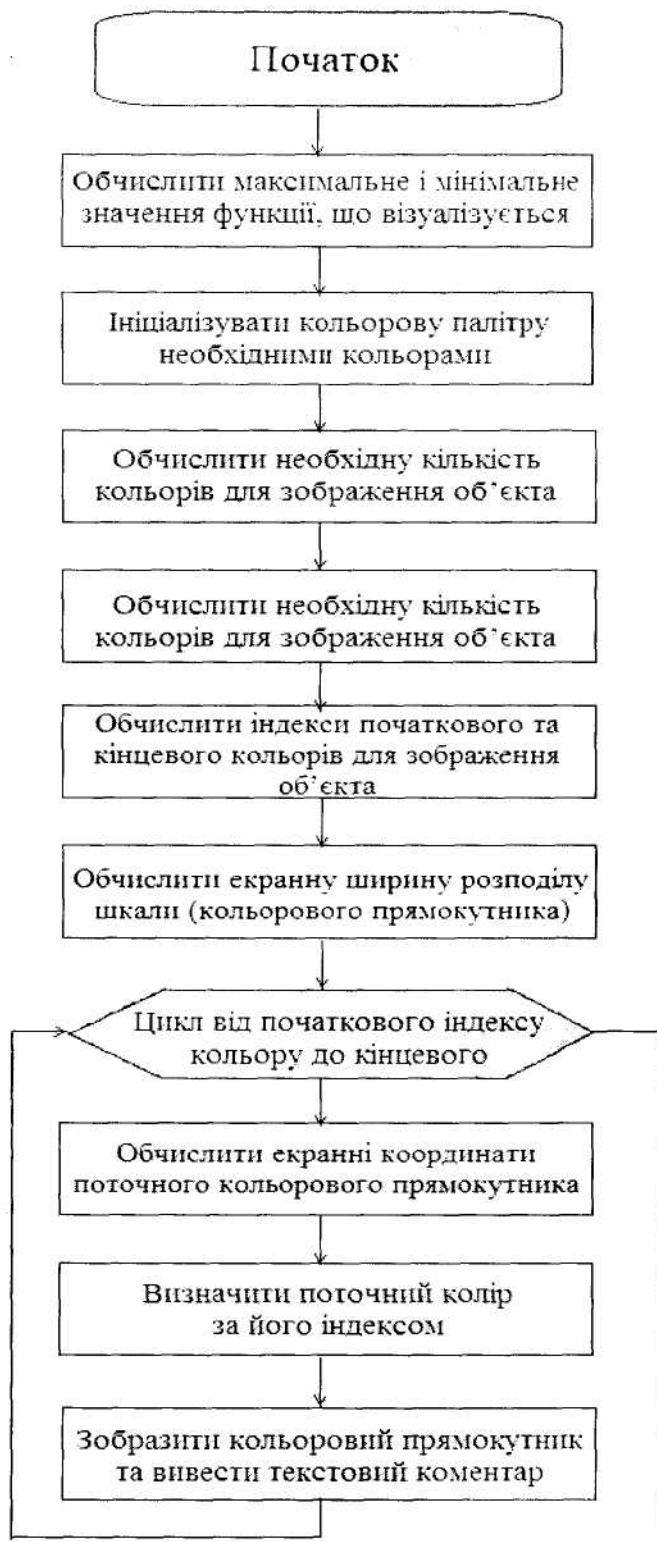 Початок
Обчислити максимальне і мінімальне
значення функції, що візуалізується
Ініціалізувати кольорову палітру
необхідними кольорами
Обчислити необхідну кількість
кольорів для зображення об’єкта
Обчислити необхідну кількість
кольорів для зображення об’єкта
Обчислити індекси початкового та
кінцевого кольорів для зображення
об’єкта
Обчислити екранну ширину розподілу
шкали (кольорового прямокутника)
Цикл від початкового індексу
кольору до кінцевого
Обчислити екранні координати
поточного кольорового прямокутника
Визначити поточний колір
за його індексом
Зобразити кольоровий прямокутник
та вивести текстовий коментар